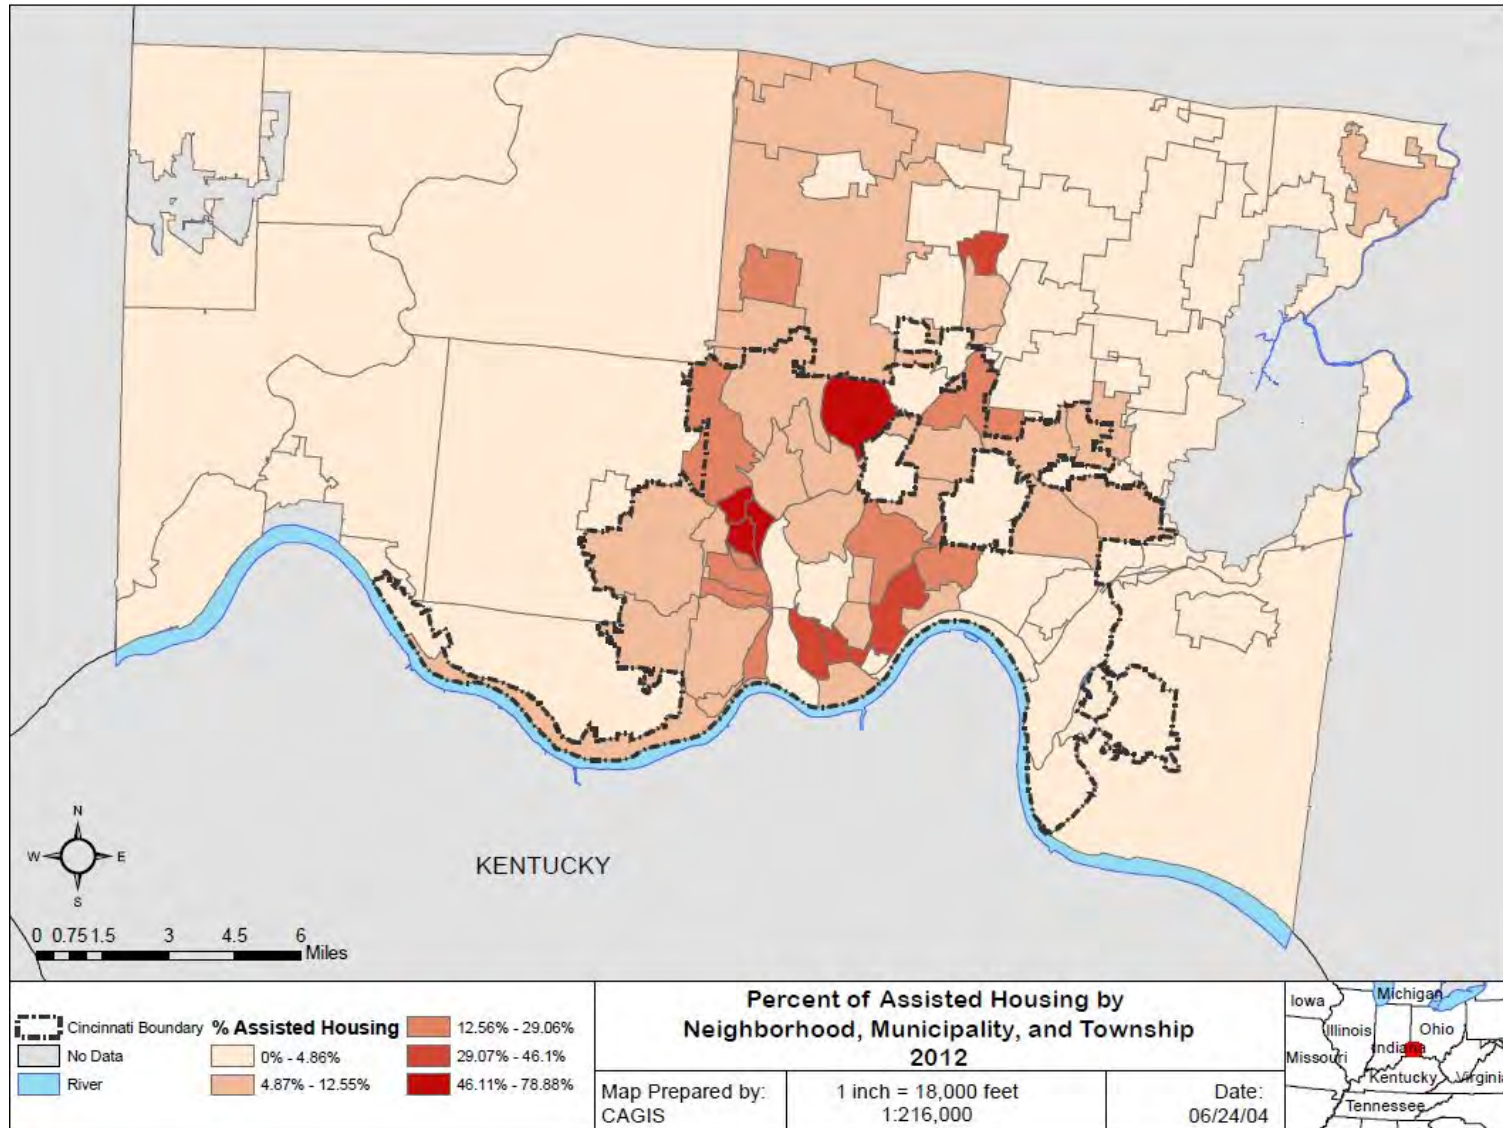 KENTUCKY
N
W E
S
0 0.75 1.5 3 4.5 6
Miles
Cincinnati Boundary
No Data
River
% Assisted Housing
0% - 4.86%
4.87% - 12.55%
12.56% - 29.06%
29.07% - 46.1%
46.11% - 78.88%
Percent of Assisted Housing by
Neighborhood, Municipality, and Township
2012
Map Prepared by:
CAGIS
1 inch = 18,000 feet
1:216,000
Date:
06/24/04
Iowa
Michigan
Illinois
Ohio
Indiana
Missouri
Kentucky
Virginia
Tennessee